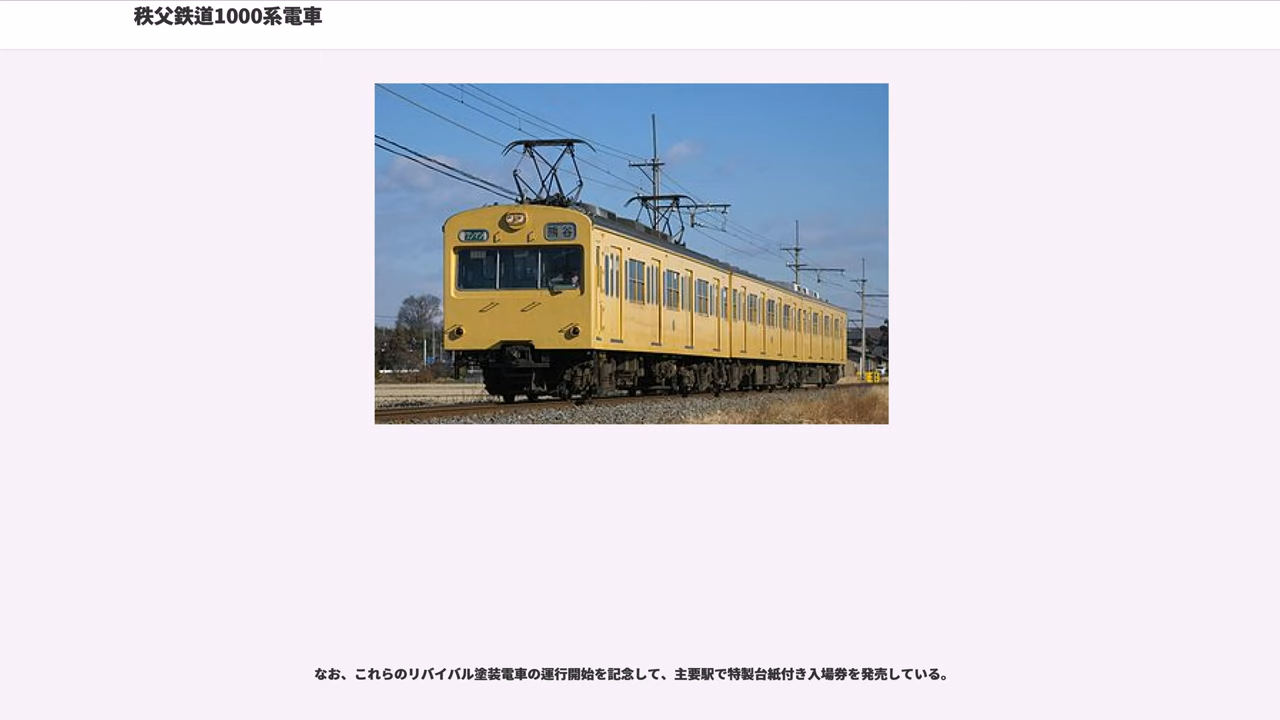 秩父鉄道1000系電車
熊谷
なお、これらのリバイバル塗装電車の運行開始を記念して、主要駅で特製台紙付き入場券を発売している。